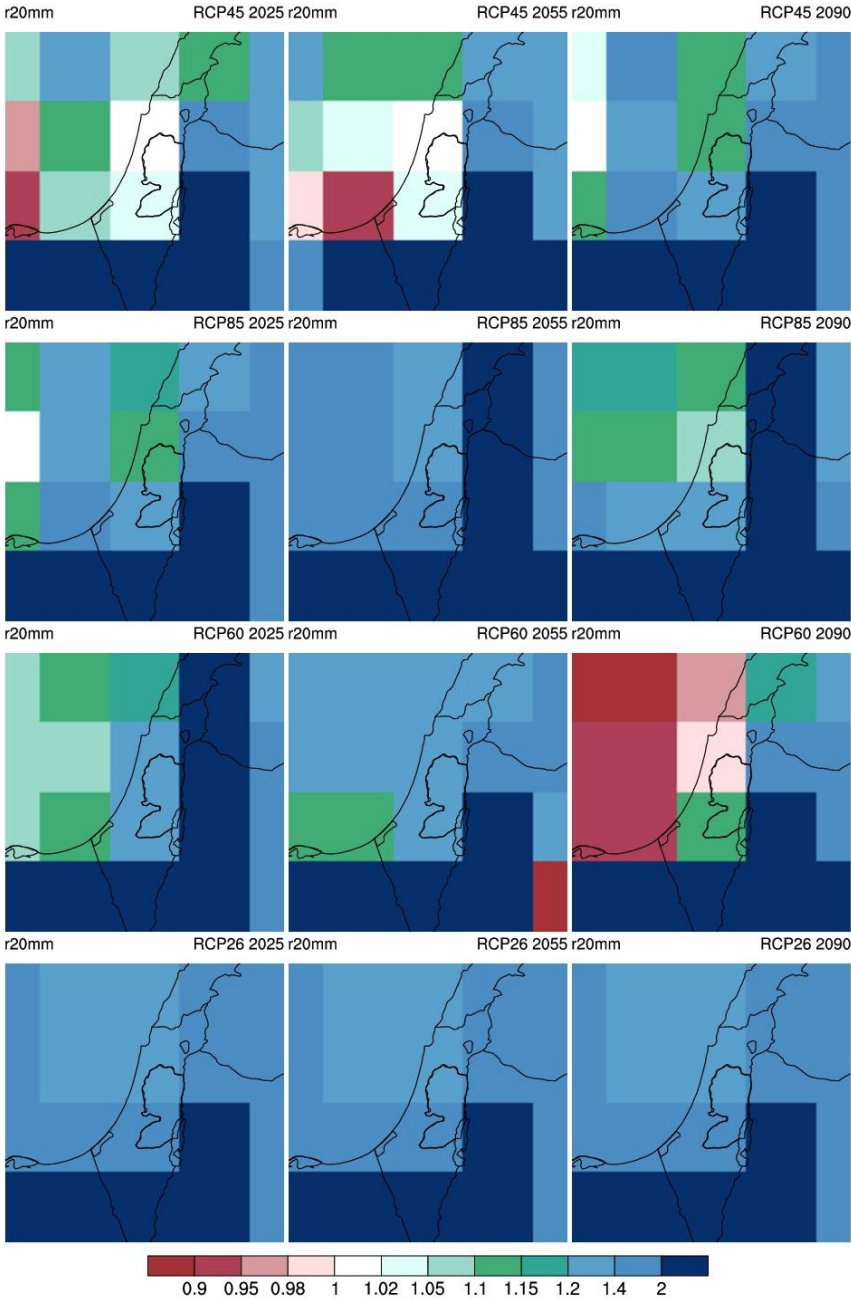 r20mm RCP45 2025 r20mm RCP45 2055 r20mm RCP45 2090
r20mm RCP85 2025 r20mm RCP85 2055 r20mm RCP85 2090
r20mm RCP60 2025 r20mm RCP60 2055 r20mm RCP60 2090
r20mm RCP26 2025 r20mm RCP26 2055 r20mm RCP26 2090
0.9 0.95 0.98 1 1.02 1.05 1.1 1.15 1.2 1.4 2